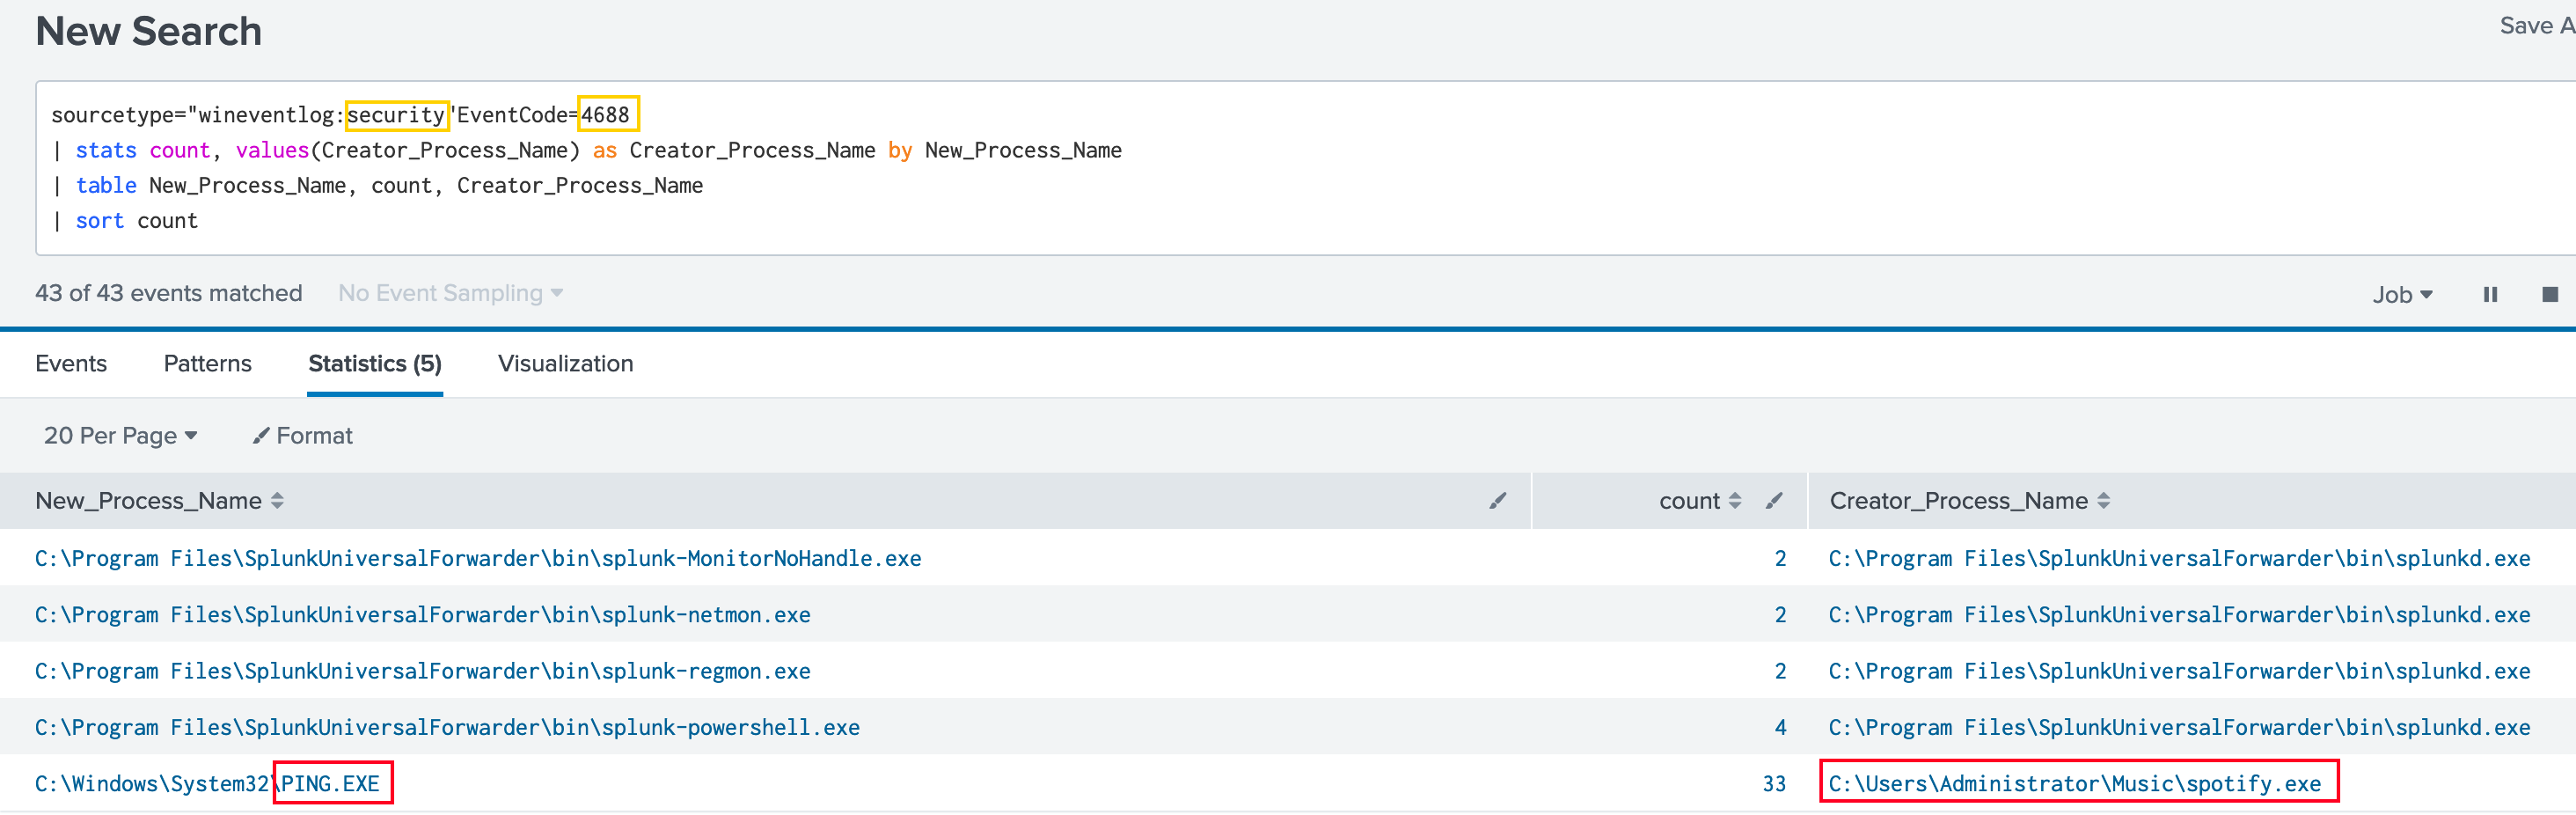 New Search
Save A
sourcetype="wineventlog:security"EventCode=4688
| stats count, values(Creator_Process_Name) as Creator_Process_Name by New_Process_Name
| table New_Process_Name, count, Creator_Process_Name
| sort count
43 of 43 events matched No Event Sampling
Job
Events Patterns Statistics (5) Visualization
20 Per Page Format
New_Process_Name count Creator_Process_Name
C:\Program Files\SplunkUniversalForwarder\bin\splunk-MonitorNoHandle.exe 2 C:\Program Files\SplunkUniversalForwarder\bin\splunkd.exe
C:\Program Files\SplunkUniversalForwarder\bin\splunk-netmon.exe 2 C:\Program Files\SplunkUniversalForwarder\bin\splunkd.exe
C:\Program Files\SplunkUniversalForwarder\bin\splunk-regmon.exe 2 C:\Program Files\SplunkUniversalForwarder\bin\splunkd.exe
C:\Program Files\SplunkUniversalForwarder\bin\splunk-powershell.exe 4 C:\Program Files\SplunkUniversalForwarder\bin\splunkd.exe
C:\Windows\System32\PING.EXE 33 C:\Users\Administrator\Music\spotify.exe